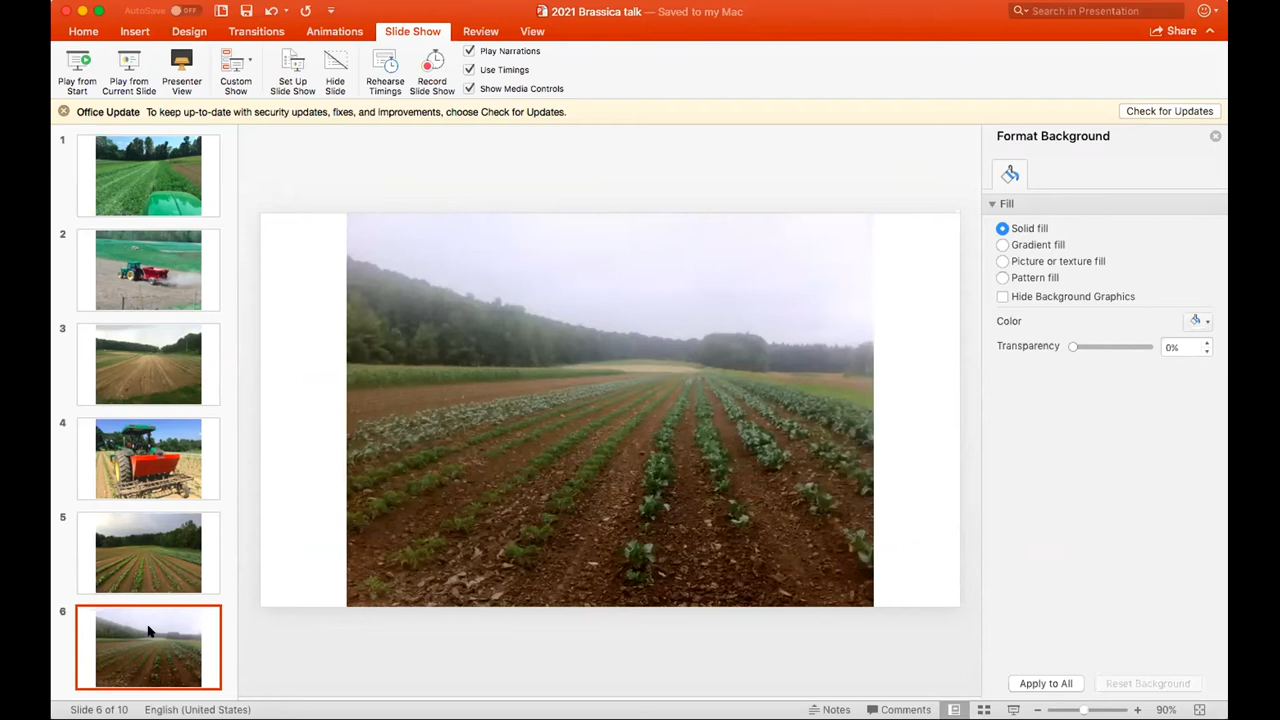 AutoSave OFF
2021 Brassica talk — Saved to my Mac
Search in Presentation
Home Insert Design Transitions Animations Slide Show Review View
Share
Play from Start
Play from Current Slide
Presenter View
Custom Show
Set Up Slide Show
Hide Slide
Rehearse Timings
Record Slide Show
Play Narrations
Use Timings
Show Media Controls
Office Update To keep up-to-date with security updates, fixes, and improvements, choose Check for Updates.
Check for Updates
1
2
3
4
5
6
Format Background
Fill
Solid fill
Gradient fill
Picture or texture fill
Pattern fill
Hide Background Graphics
Color
Transparency 0%
Apply to All
Reset Background
Slide 6 of 10 English (United States)
Notes Comments 90%